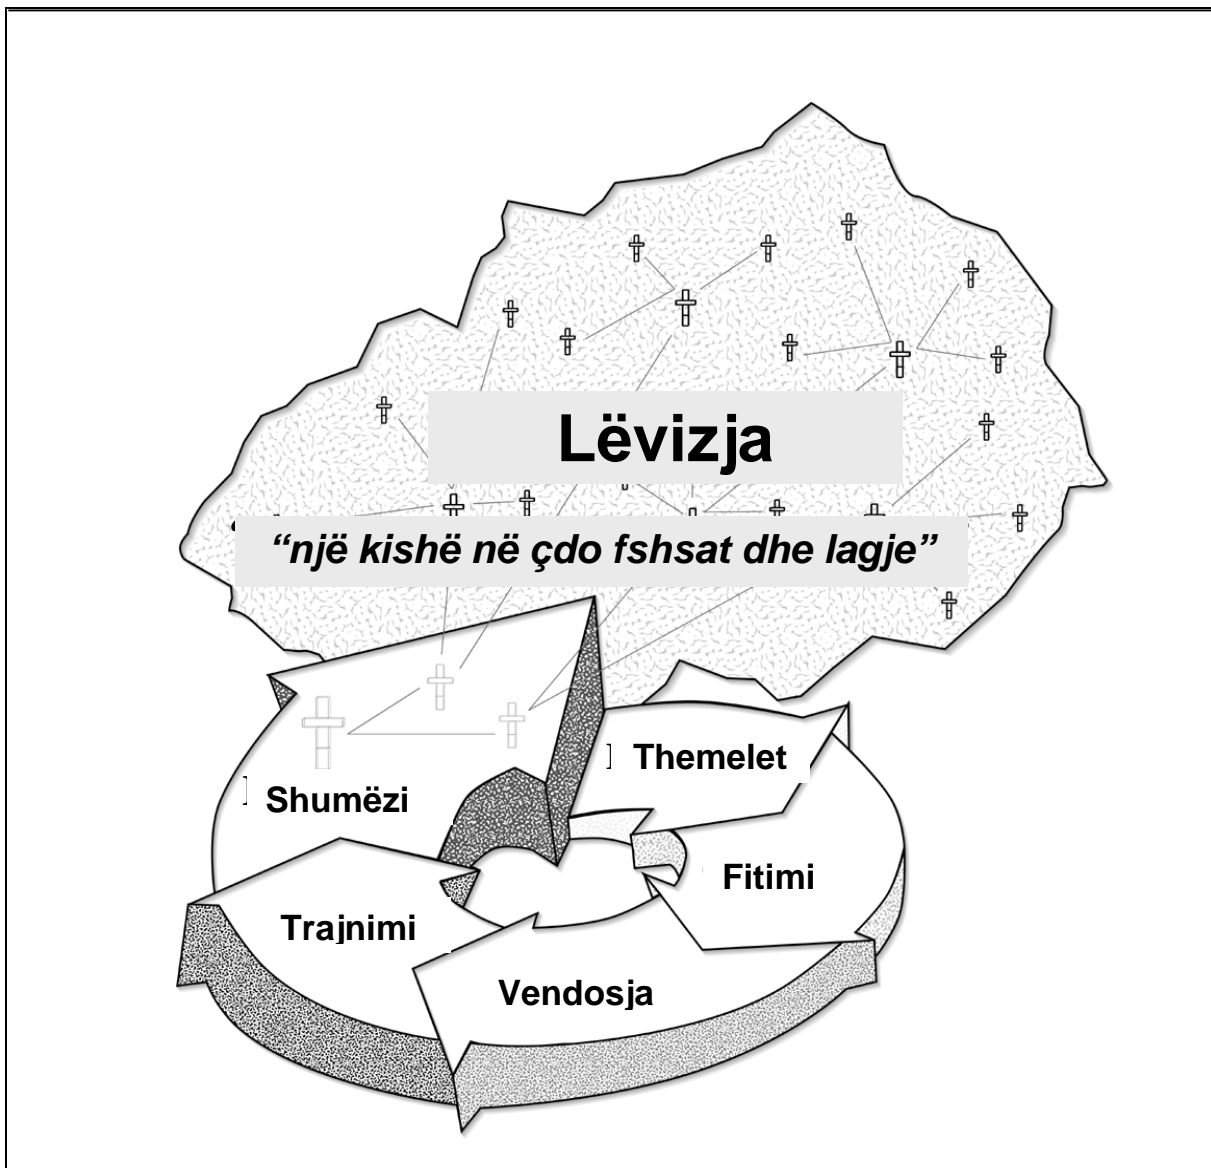 Lëvizja
“një kishë në çdo fshsat dhe lagje”
Themelet
Shumëzi
Fitimi
Trajnimi
Vendosja